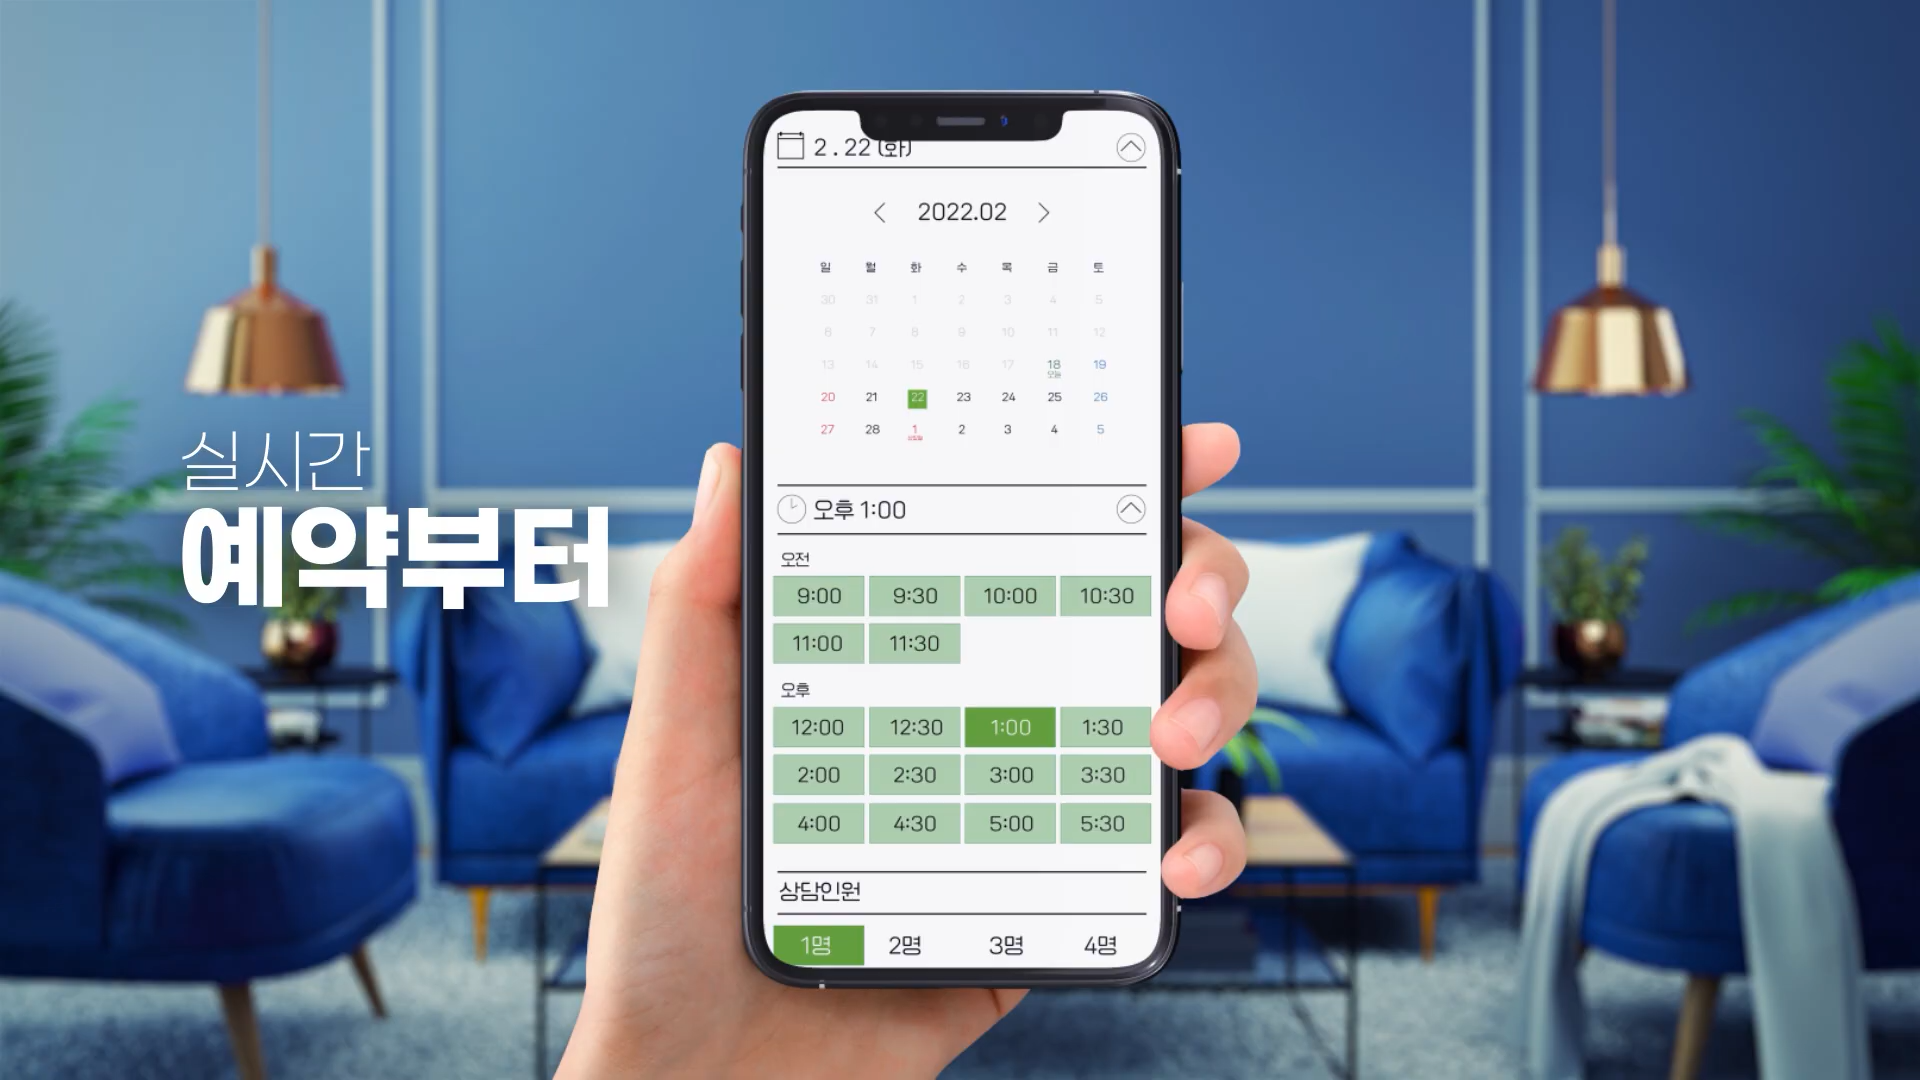 실시간
예약부터
2 . 22 (화)
2022.02
일 월 화 수 목 금 토
30 31 1 2 3 4 5
6 7 8 9 10 11 12
13 14 15 16 17 18 19
오늘
20 21 22 23 24 25 26
27 28 1 2 3 4 5
오후 1:00
오전
9:00 9:30 10:00 10:30
11:00 11:30
오후
12:00 12:30 1:00 1:30
2:00 2:30 3:00 3:30
4:00 4:30 5:00 5:30
상담인원
1명 2명 3명 4명